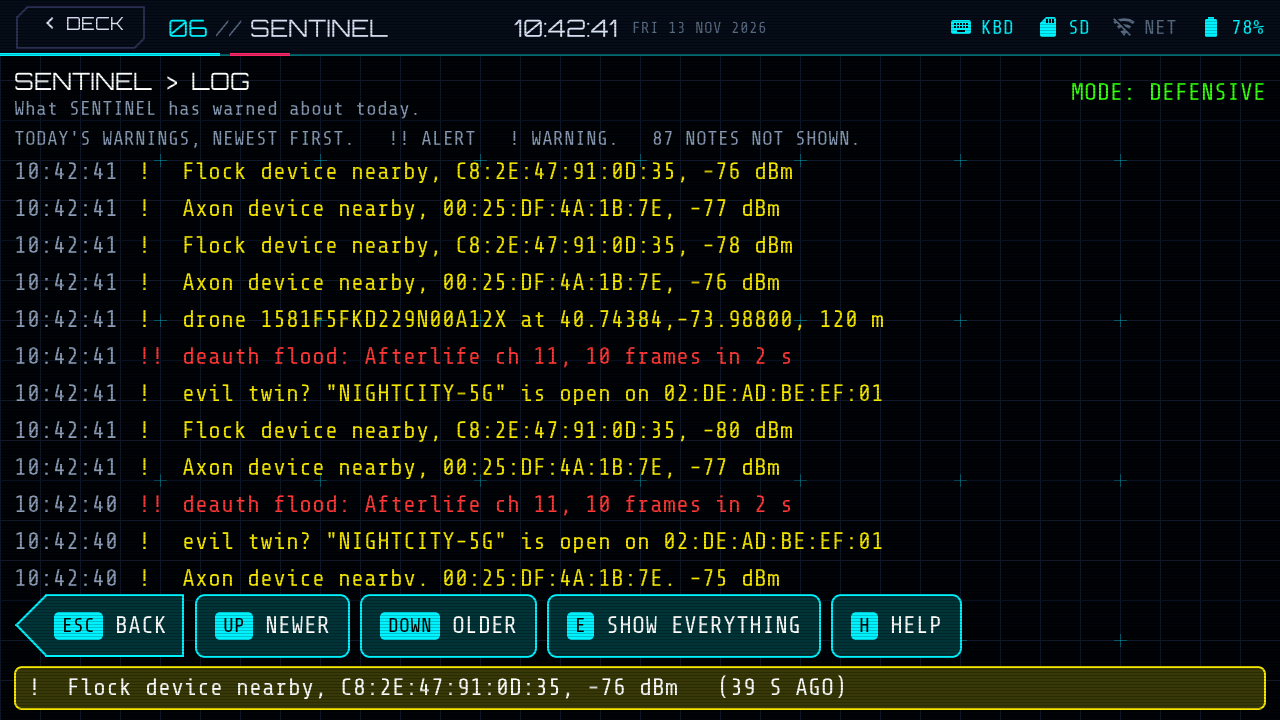 < DECK
06 // SENTINEL
10:42:41 FRI 13 NOV 2026
KBD SD NET 78%
SENTINEL > LOG
MODE: DEFENSIVE
What SENTINEL has warned about today.
TODAY'S WARNINGS, NEWEST FIRST. !! ALERT ! WARNING. 87 NOTES NOT SHOWN.
10:42:41 ! Flock device nearby, C8:2E:47:91:0D:35, -76 dBm
10:42:41 ! Axon device nearby, 00:25:DF:4A:1B:7E, -77 dBm
10:42:41 ! Flock device nearby, C8:2E:47:91:0D:35, -78 dBm
10:42:41 ! Axon device nearby, 00:25:DF:4A:1B:7E, -76 dBm
10:42:41 ! drone 1581F5FKD229N00A12X at 40.74384,-73.98800, 120 m
10:42:41 !! deauth flood: Afterlife ch 11, 10 frames in 2 s
10:42:41 ! evil twin? "NIGHTCITY-5G" is open on 02:DE:AD:BE:EF:01
10:42:41 ! Flock device nearby, C8:2E:47:91:0D:35, -80 dBm
10:42:41 ! Axon device nearby, 00:25:DF:4A:1B:7E, -77 dBm
10:42:40 !! deauth flood: Afterlife ch 11, 10 frames in 2 s
10:42:40 ! evil twin? "NIGHTCITY-5G" is open on 02:DE:AD:BE:EF:01
10:42:40 ! Axon device nearby, 00:25:DF:4A:1B:7E, -75 dBm
ESC BACK UP NEWER DOWN OLDER E SHOW EVERYTHING H HELP
! Flock device nearby, C8:2E:47:91:0D:35, -76 dBm (39 S AGO)